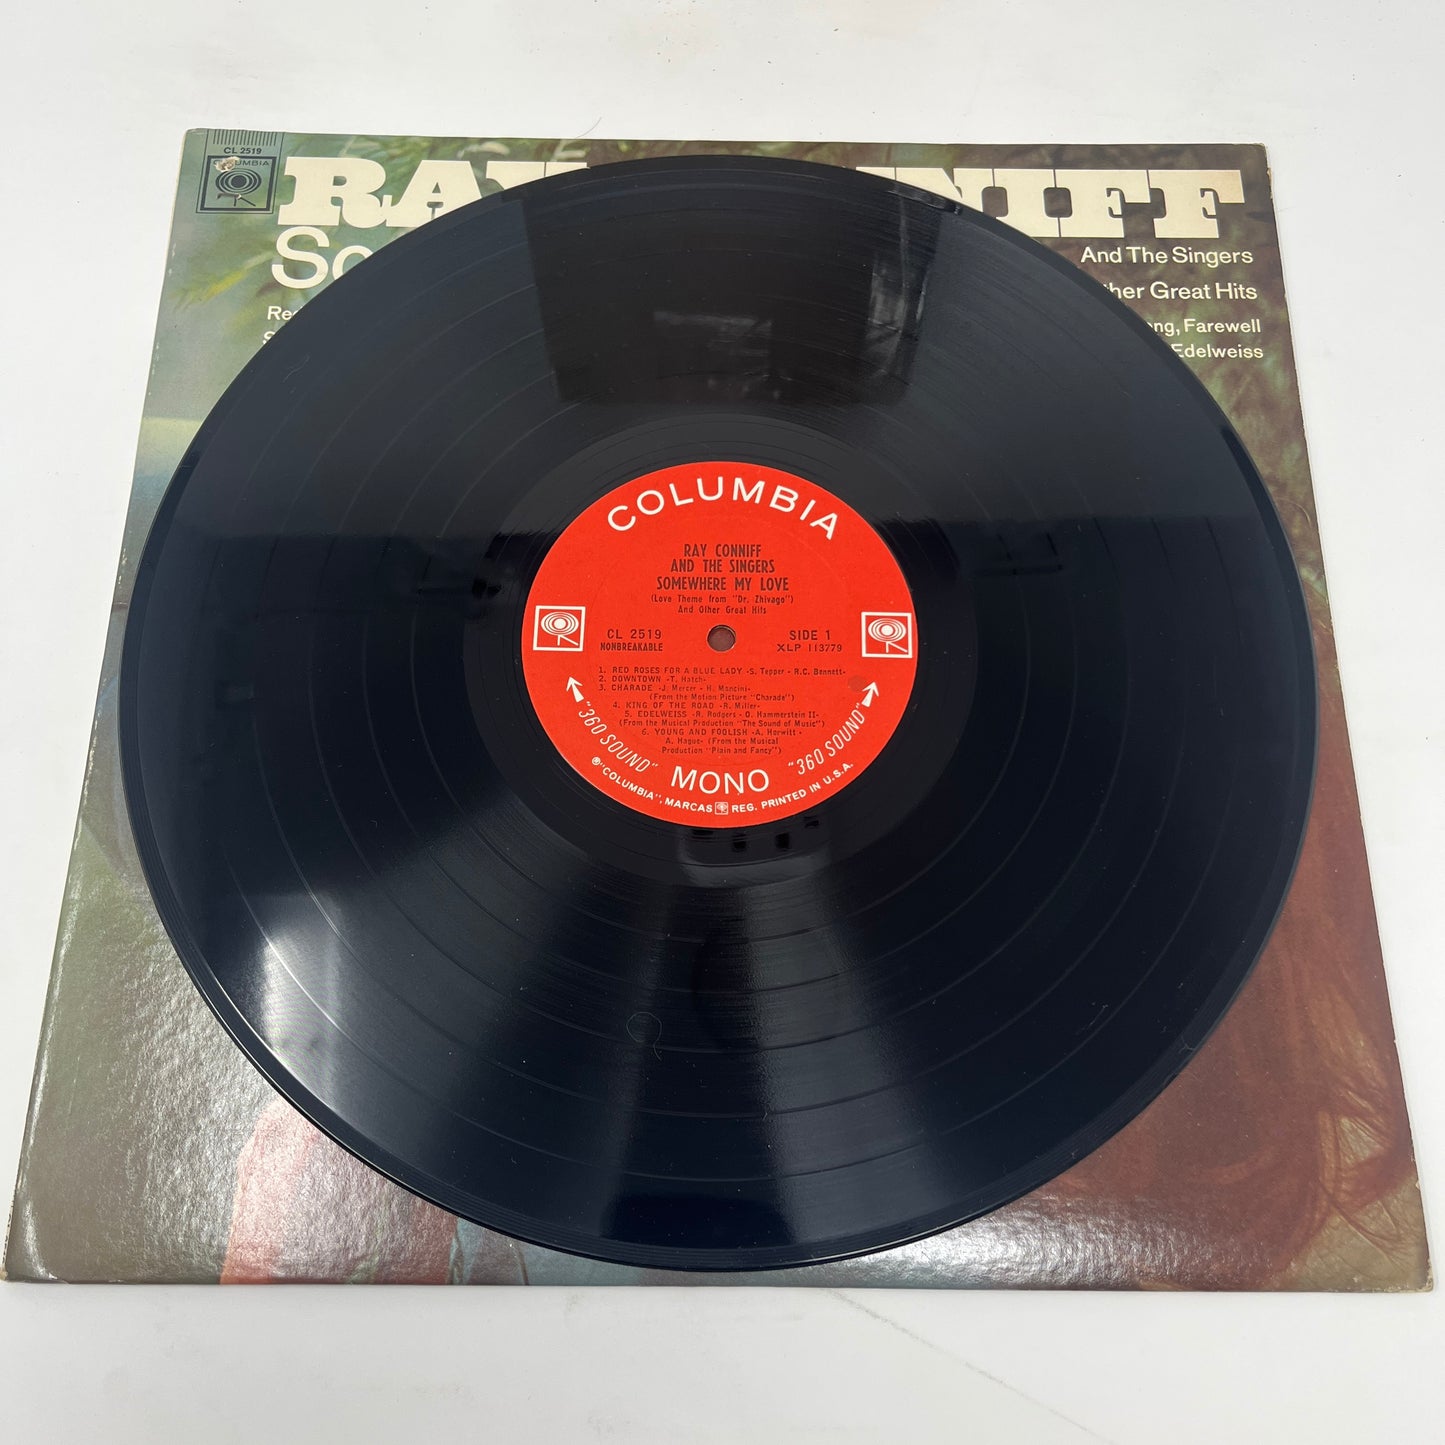 CL 2519
COLUMBIA
RAY NIFF
And The Singers
Great Hits
Farewell
Edelweiss
COLUMBIA
RAY CONNIFF
AND THE SINGERS
SOMEWHERE MY LOVE
(Love Theme from "Dr. Zhivago")
And Other Great Hits
CL 2519 SIDE 1
NONBREAKABLE XLP 113779
1. RED ROSES FOR A BLUE LADY -S. Tepper - R.C. Bennett-
2. DOWNTOWN -T. Hatch-
3. CHARADE -J. Mercer - H. Mancini-
(From the Motion Picture "Charade")
4. KING OF THE ROAD -R. Miller-
5. EDELWEISS -R. Rodgers - O. Hammerstein II-
(From the Musical Production "The Sound of Music")
6. YOUNG AND FOOLISH -A. Horwitt -
A. Hague- (From the Musical
Production "Plain and Fancy")
"360 SOUND" MONO "360 SOUND"
®"COLUMBIA", MARCAS REG. PRINTED IN U.S.A.